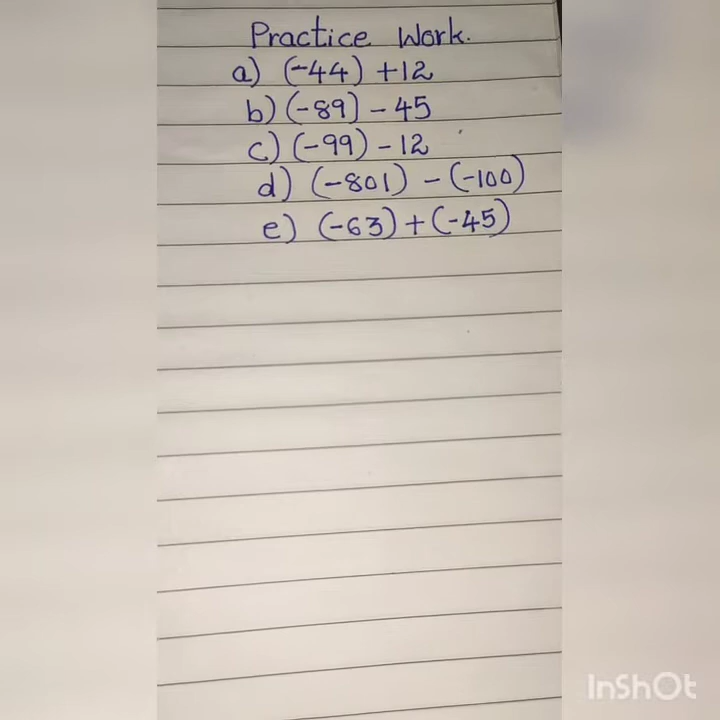 Practice Work.
a) (-44) +12
b) (-89) - 45
c) (-99) - 12
d) (-801) - (-100)
e) (-63) + (-45)
InShOt